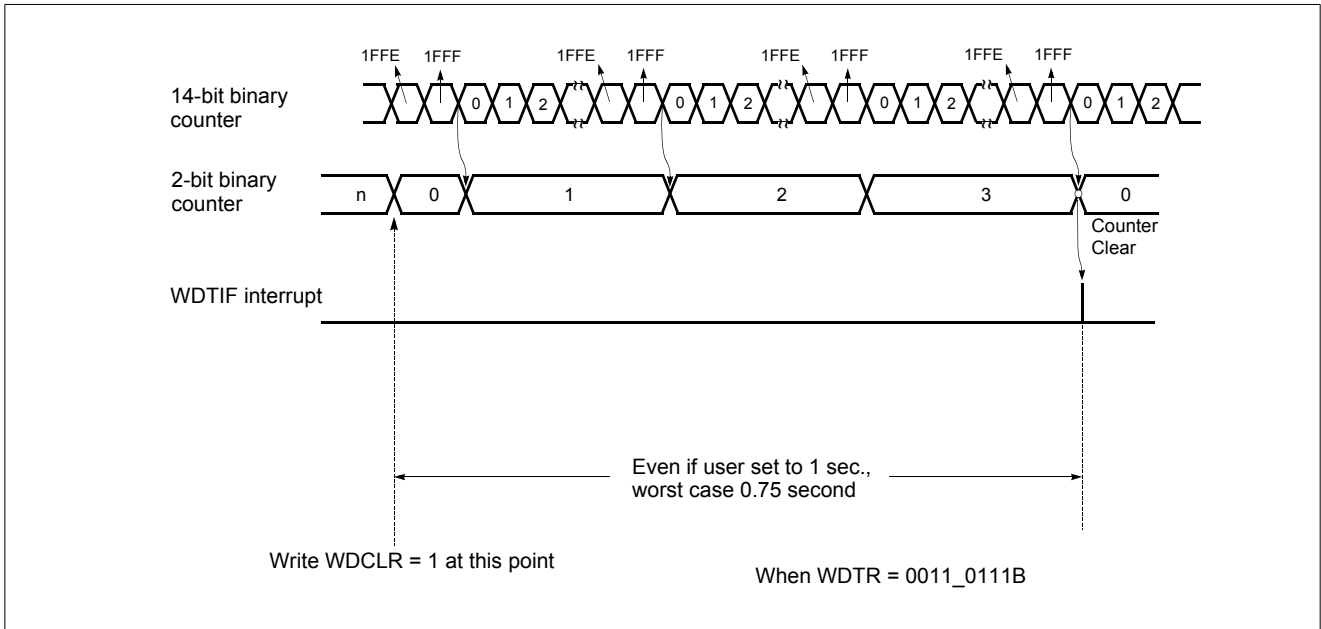 1FFE 1FFF 1FFE 1FFF 1FFE 1FFF 1FFE 1FFF
14-bit binary
counter
0 1 2 0 1 2 0 1 2 0 1 2
2-bit binary
counter
n 0 1 2 3 0
Counter
Clear
WDTIF interrupt
Even if user set to 1 sec.,
worst case 0.75 second
Write WDCLR = 1 at this point
When WDTR = 0011_0111B